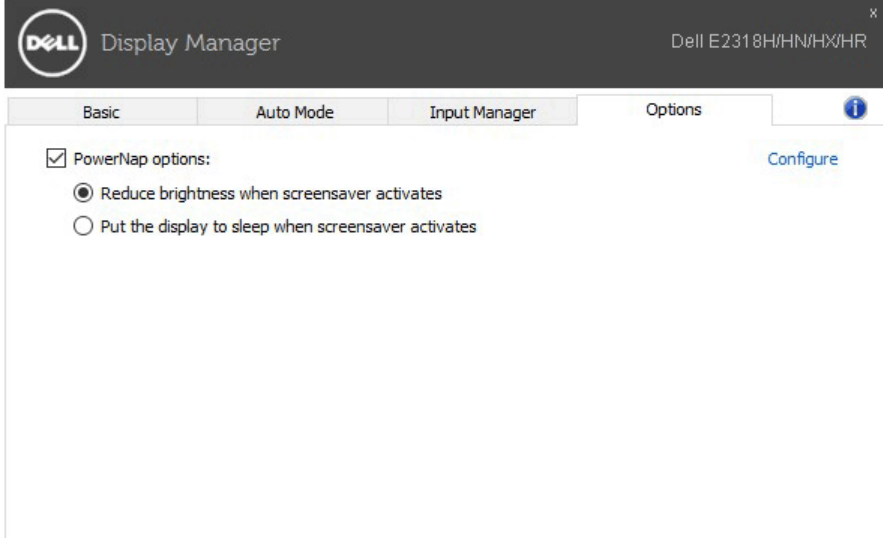 x
DELL Display Manager Dell E2318H/HN/HX/HR
Basic Auto Mode Input Manager Options i
PowerNap options: Configure
Reduce brightness when screensaver activates
Put the display to sleep when screensaver activates